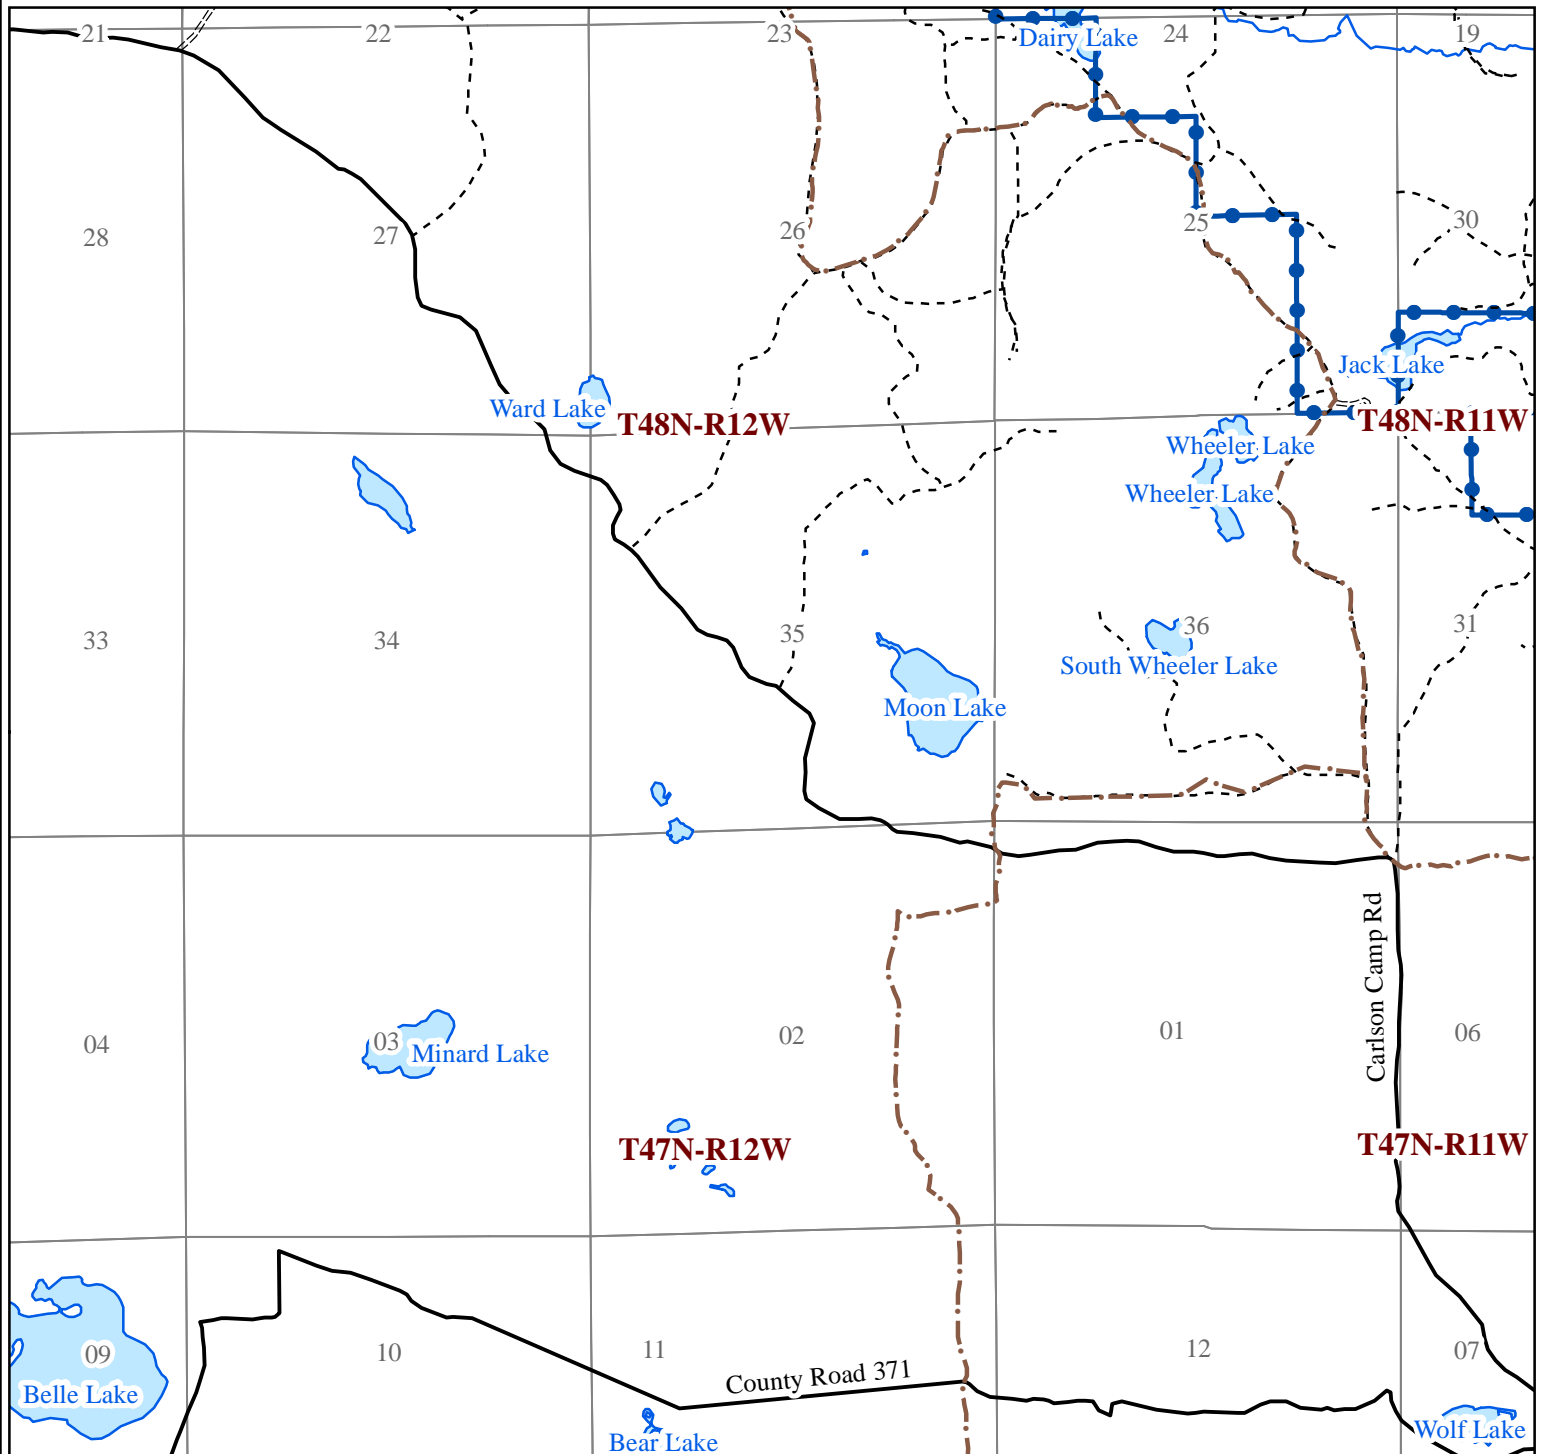 21
22
23
24
19
Dairy Lake
28
27
26
25
30
Jack Lake
Ward Lake
T48N-R12W
T48N-R11W
Wheeler Lake
Wheeler Lake
33
34
35
36
31
South Wheeler Lake
Moon Lake
Carlson Camp Rd
04
03
Minard Lake
02
01
06
T47N-R12W
T47N-R11W
09
10
11
12
07
County Road 371
Belle Lake
Bear Lake
Wolf Lake